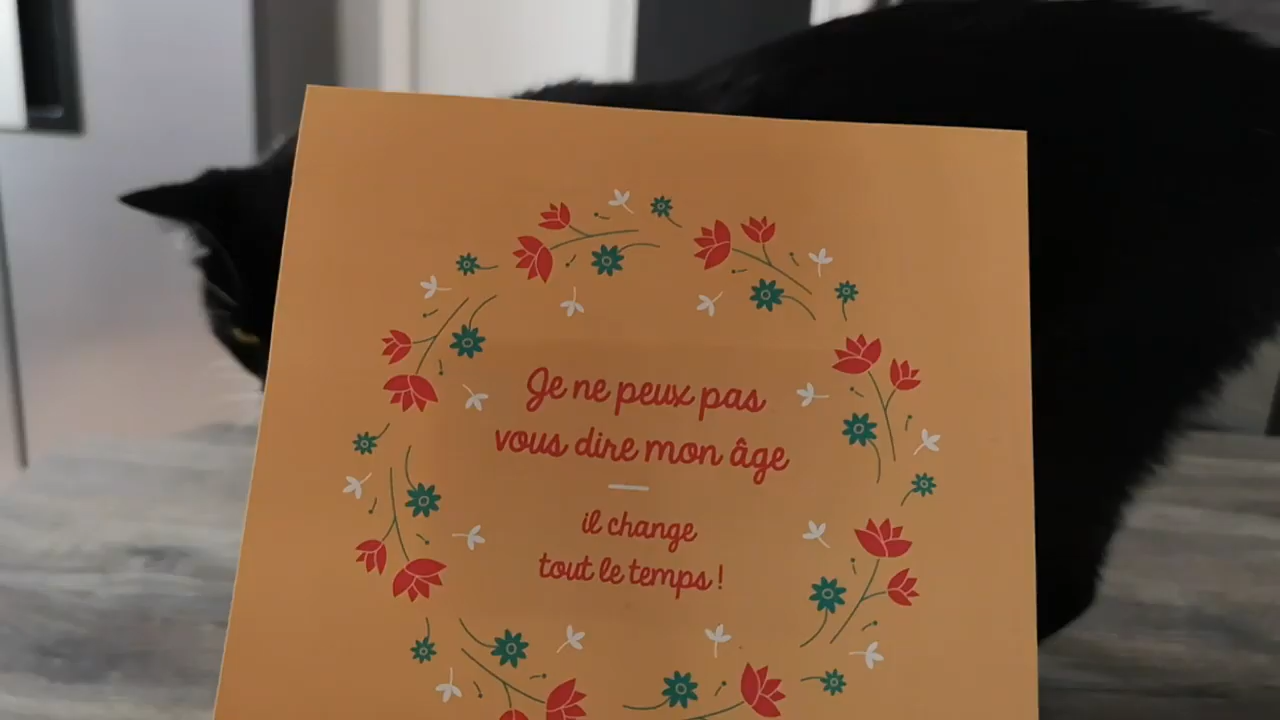 Je ne peux pas
vous dire mon âge
il change
tout le temps !